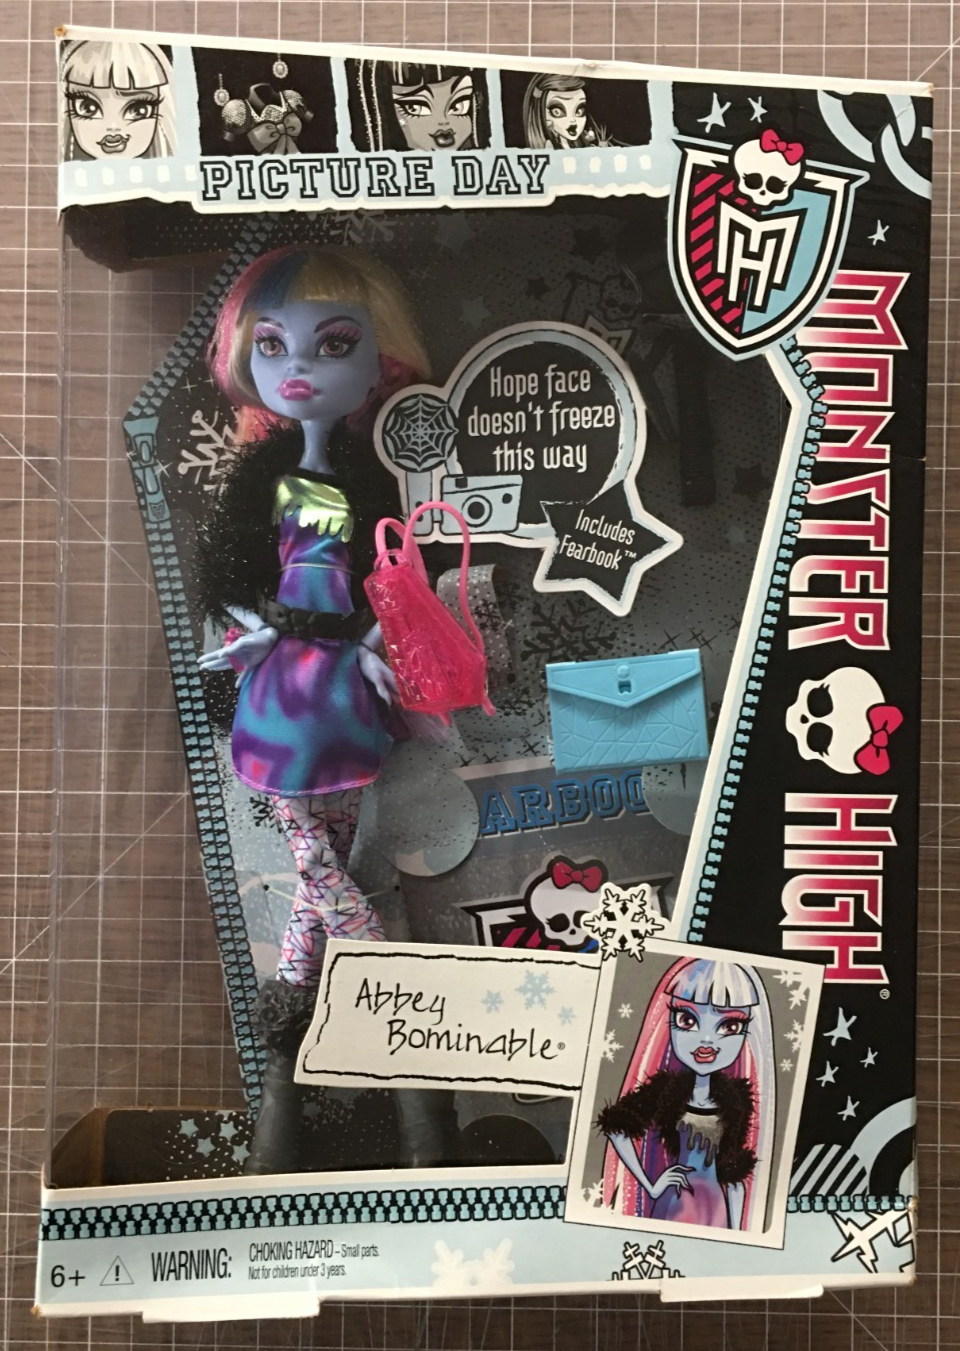 PICTURE DAY
MH
MONSTER HIGH®
Hope face
doesn't freeze
this way
Includes
Fearbook™
ARBOO
Abbey
Bominable®
6+
WARNING:
CHOKING HAZARD – Small parts.
Not for children under 3 years.